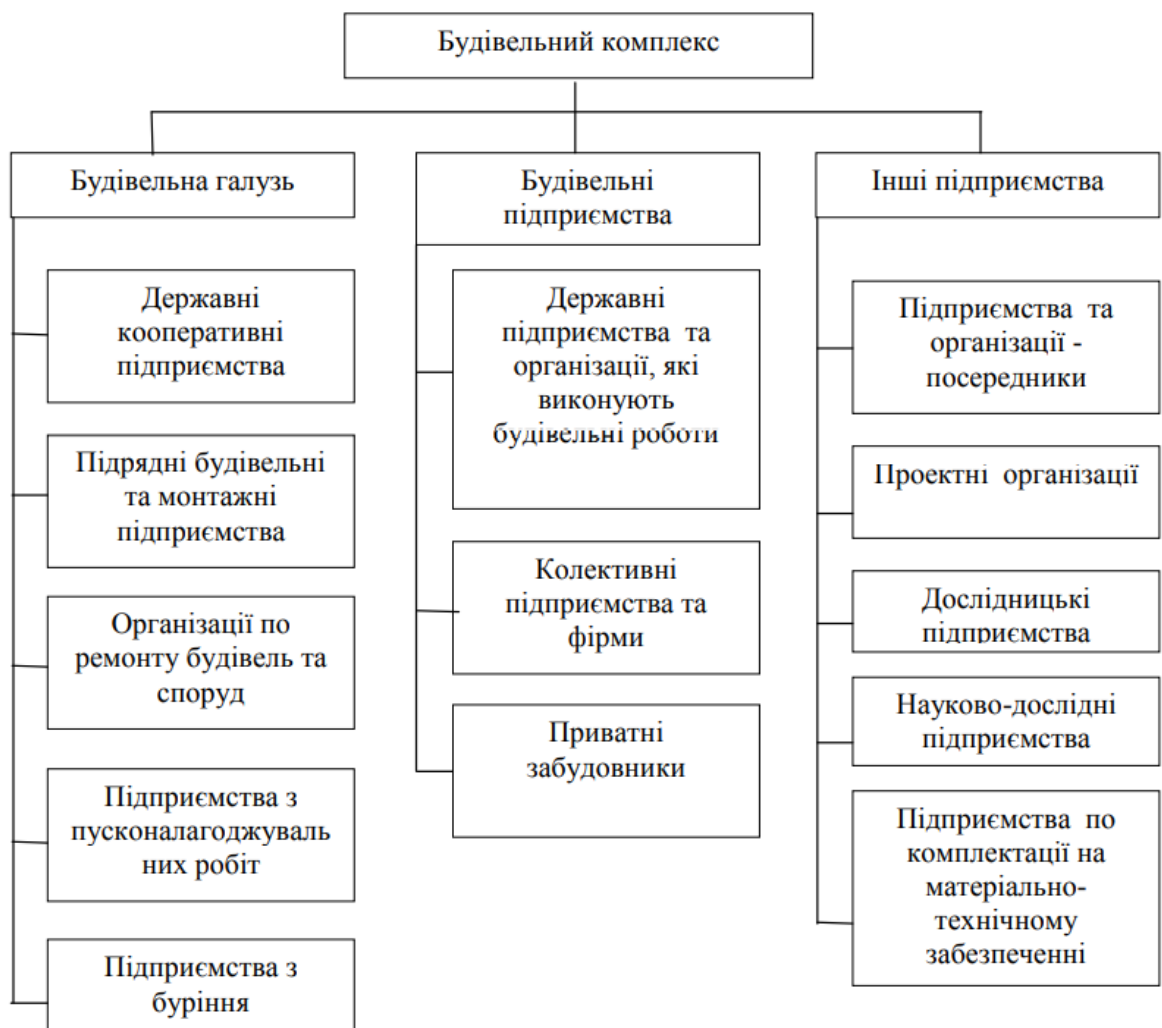 Будівельний комплекс
Будівельна галузь
Державні
кооперативні
підприємства
Підрядні будівельні
та монтажні
підприємства
Організації по
ремонту будівель та
споруд
Підприємства з
пусконалагоджуваль
них робіт
Підприємства з
буріння
Будівельні
підприємства
Державні
підприємства та
організації, які
виконують
будівельні роботи
Колективні
підприємства та
фірми
Приватні
забудовники
Інші підприємства
Підприємства та
організації -
посередники
Проектні організації
Дослідницькі
підприємства
Науково-дослідні
підприємства
Підприємства по
комплектації на
матеріально-
технічному
забезпеченні